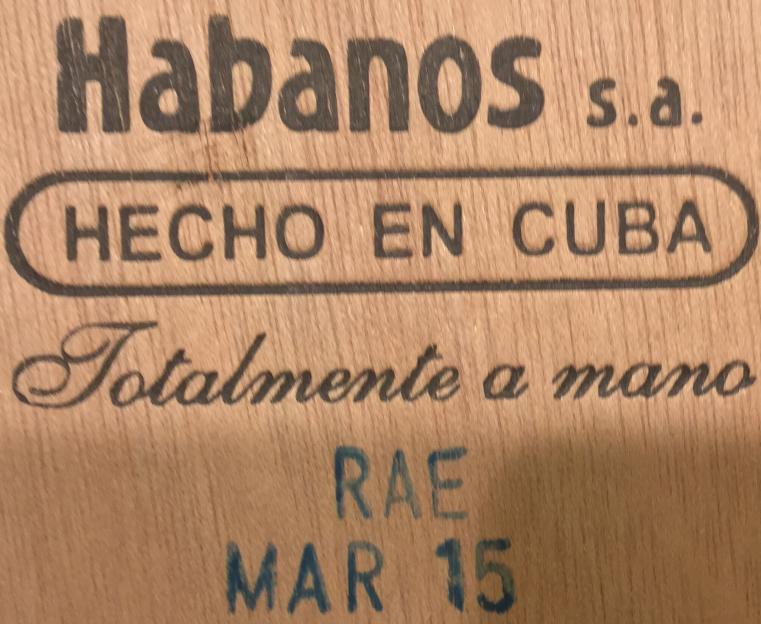 Habanos s.a.
HECHO EN CUBA
Totalmente a mano
RAE
MAR 15